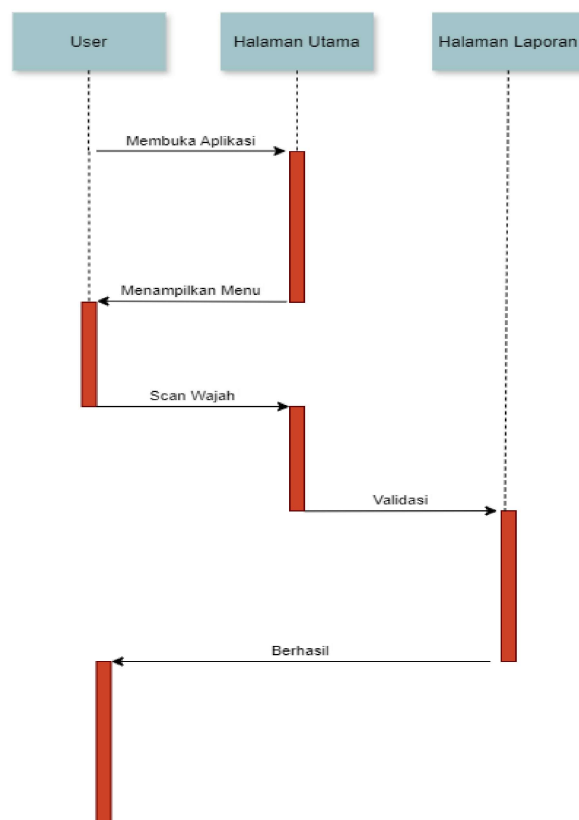 User
Halaman Utama
Halaman Laporan
Membuka Aplikasi
Menampilkan Menu
Scan Wajah
Validasi
Berhasil